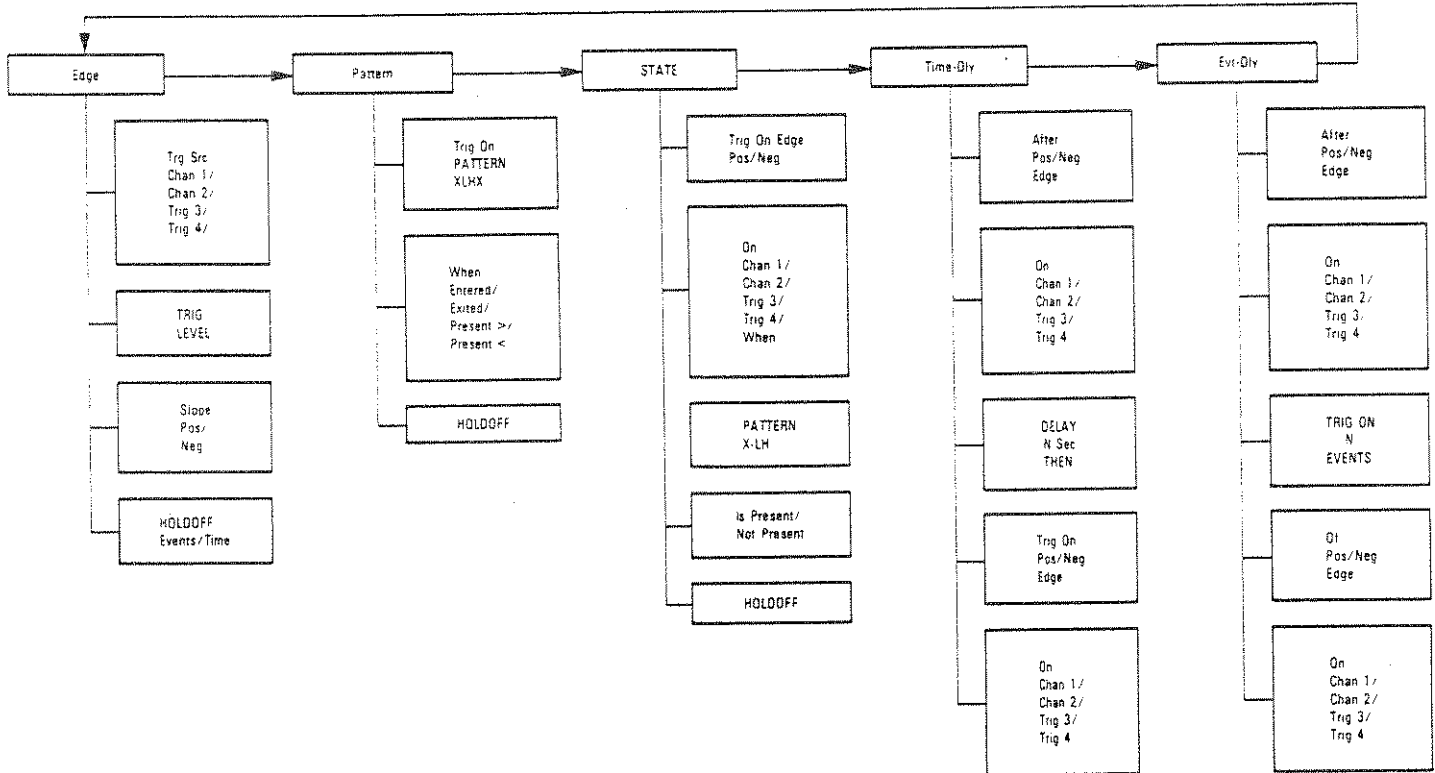 Edge
Pattern
STATE
Time-Dly
Evt-Dly
Trg Src
Chan 1/
Chan 2/
Trig 3/
Trig 4/
TRIG
LEVEL
Slope
Pos/
Neg
HOLDOFF
Events/Time
Trig On
PATTERN
XLHX
When
Entered/
Exited/
Present >/
Present <
HOLDOFF
Trig On Edge
Pos/Neg
On
Chan 1/
Chan 2/
Trig 3/
Trig 4/
When
PATTERN
X-LH
Is Present/
Not Present
HOLDOFF
After
Pos/Neg
Edge
On
Chan 1/
Chan 2/
Trig 3/
Trig 4
DELAY
N Sec
THEN
Trig On
Pos/Neg
Edge
On
Chan 1/
Chan 2/
Trig 3/
Trig 4
After
Pos/Neg
Edge
On
Chan 1/
Chan 2/
Trig 3/
Trig 4
TRIG ON
N
EVENTS
Of
Pos/Neg
Edge
On
Chan 1/
Chan 2/
Trig 3/
Trig 4